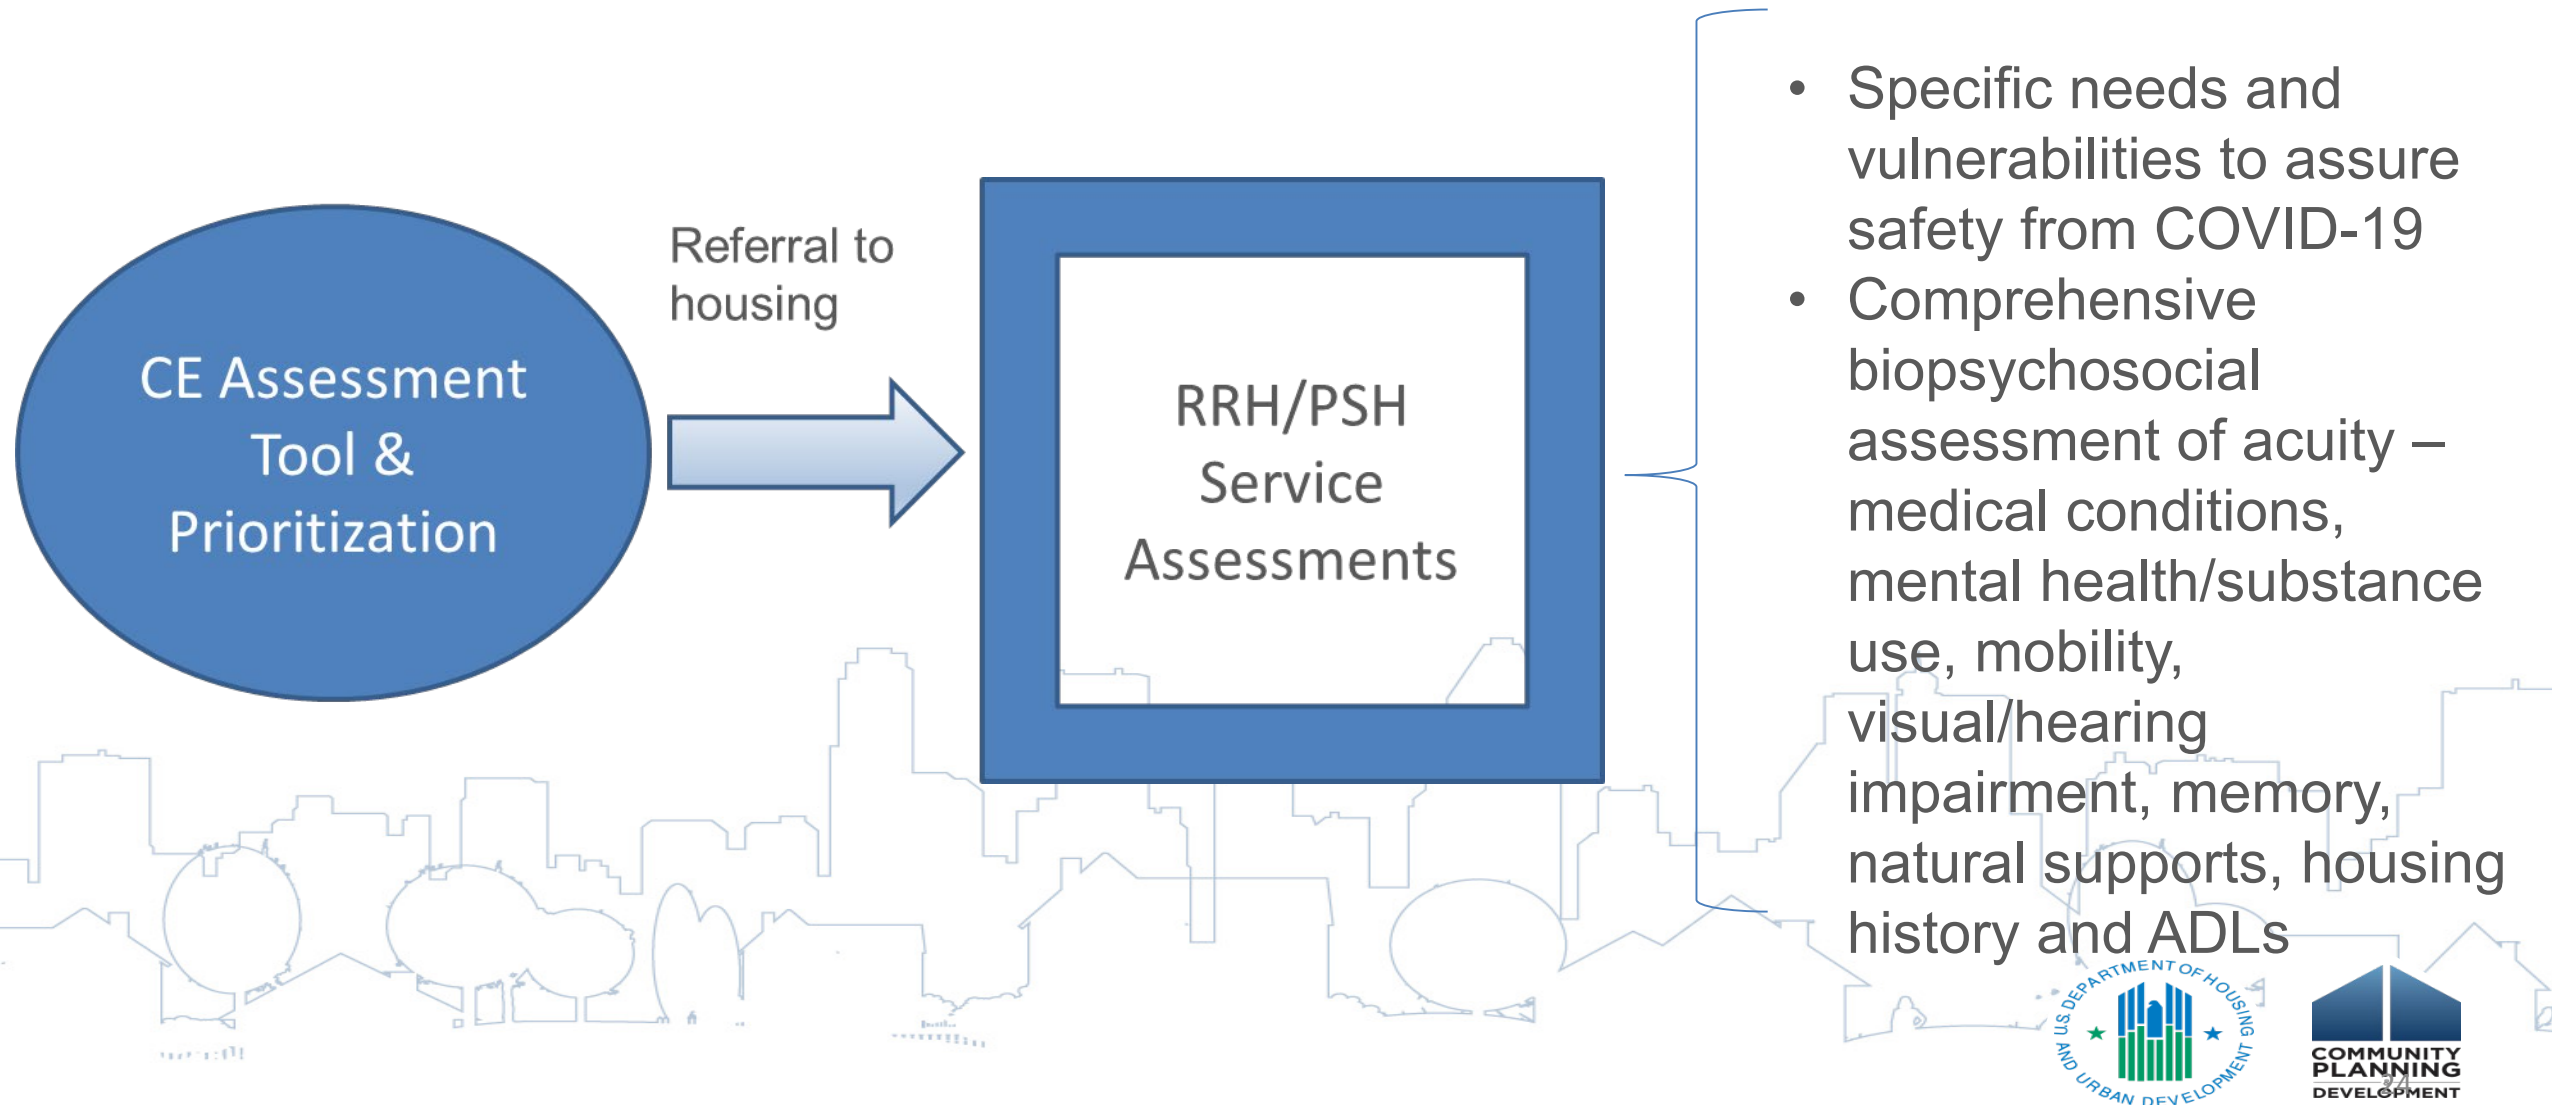 CE Assessment
Tool &
Prioritization
Referral to
housing
RRH/PSH
Service
Assessments
• Specific needs and
vulnerabilities to assure
safety from COVID-19
• Comprehensive
biopsychosocial
assessment of acuity –
medical conditions,
mental health/substance
use, mobility,
visual/hearing
impairment, memory,
natural supports, housing
history and ADLs
U.S. DEPARTMENT OF HOUSING
AND URBAN DEVELOPMENT
COMMUNITY
PLANNING
DEVELOPMENT
24